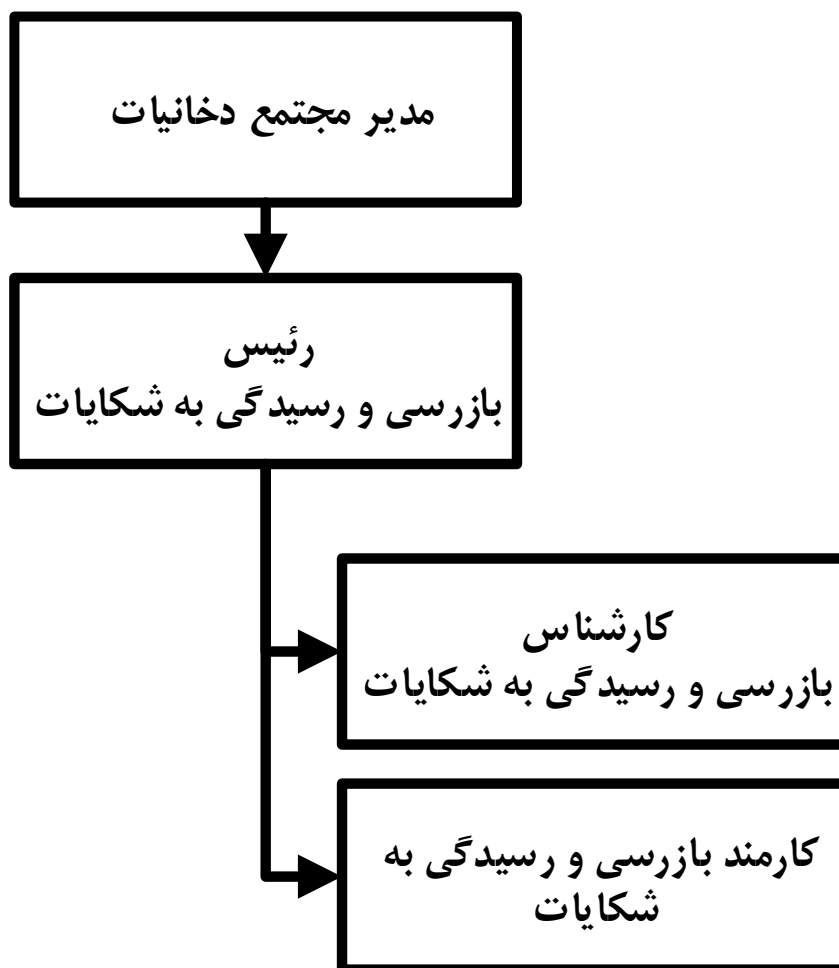 مدیر مجتمع دخانیات
رئیس
بازرسی و رسیدگی به شکایات
کارشناس
بازرسی و رسیدگی به شکایات
کارمند بازرسی و رسیدگی به
شکایات